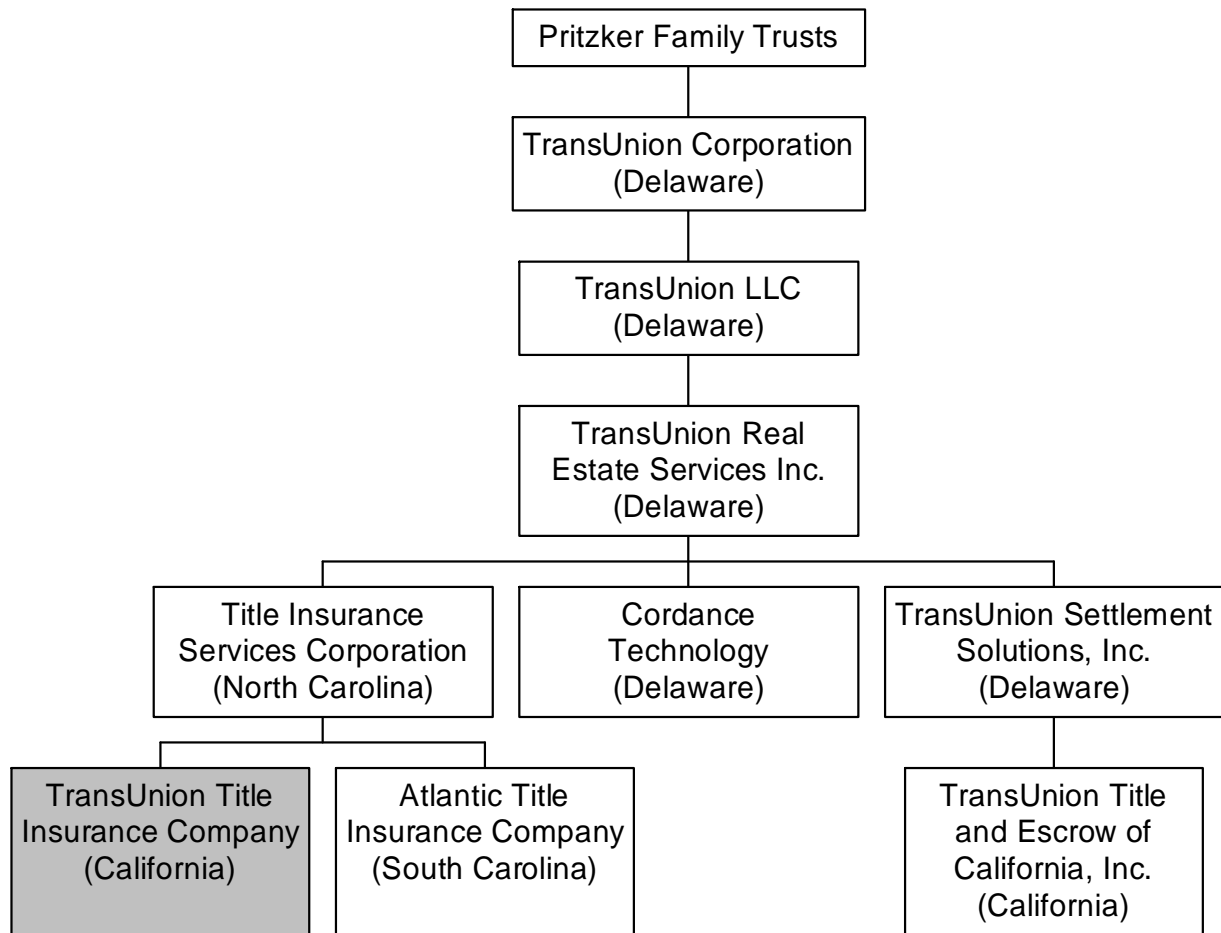 Pritzker Family Trusts
TransUnion Corporation
(Delaware)
TransUnion LLC
(Delaware)
TransUnion Real
Estate Services Inc.
(Delaware)
Title Insurance
Services Corporation
(North Carolina)
Cordance
Technology
(Delaware)
TransUnion Settlement
Solutions, Inc.
(Delaware)
TransUnion Title
Insurance Company
(California)
Atlantic Title
Insurance Company
(South Carolina)
TransUnion Title
and Escrow of
California, Inc.
(California)